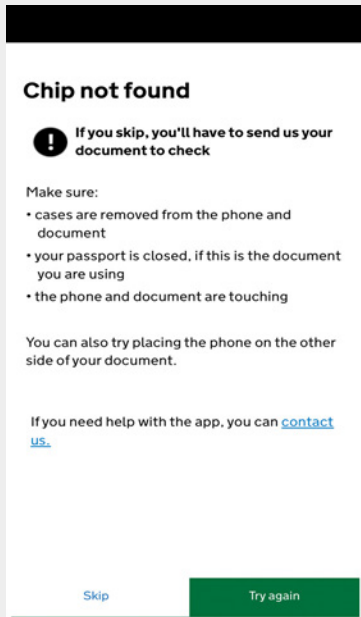 Chip not found
If you skip, you'll have to send us your
document to check
Make sure:
• cases are removed from the phone and
document
• your passport is closed, if this is the document
you are using
• the phone and document are touching
You can also try placing the phone on the other
side of your document.
If you need help with the app, you can contact
us.
Skip
Try again